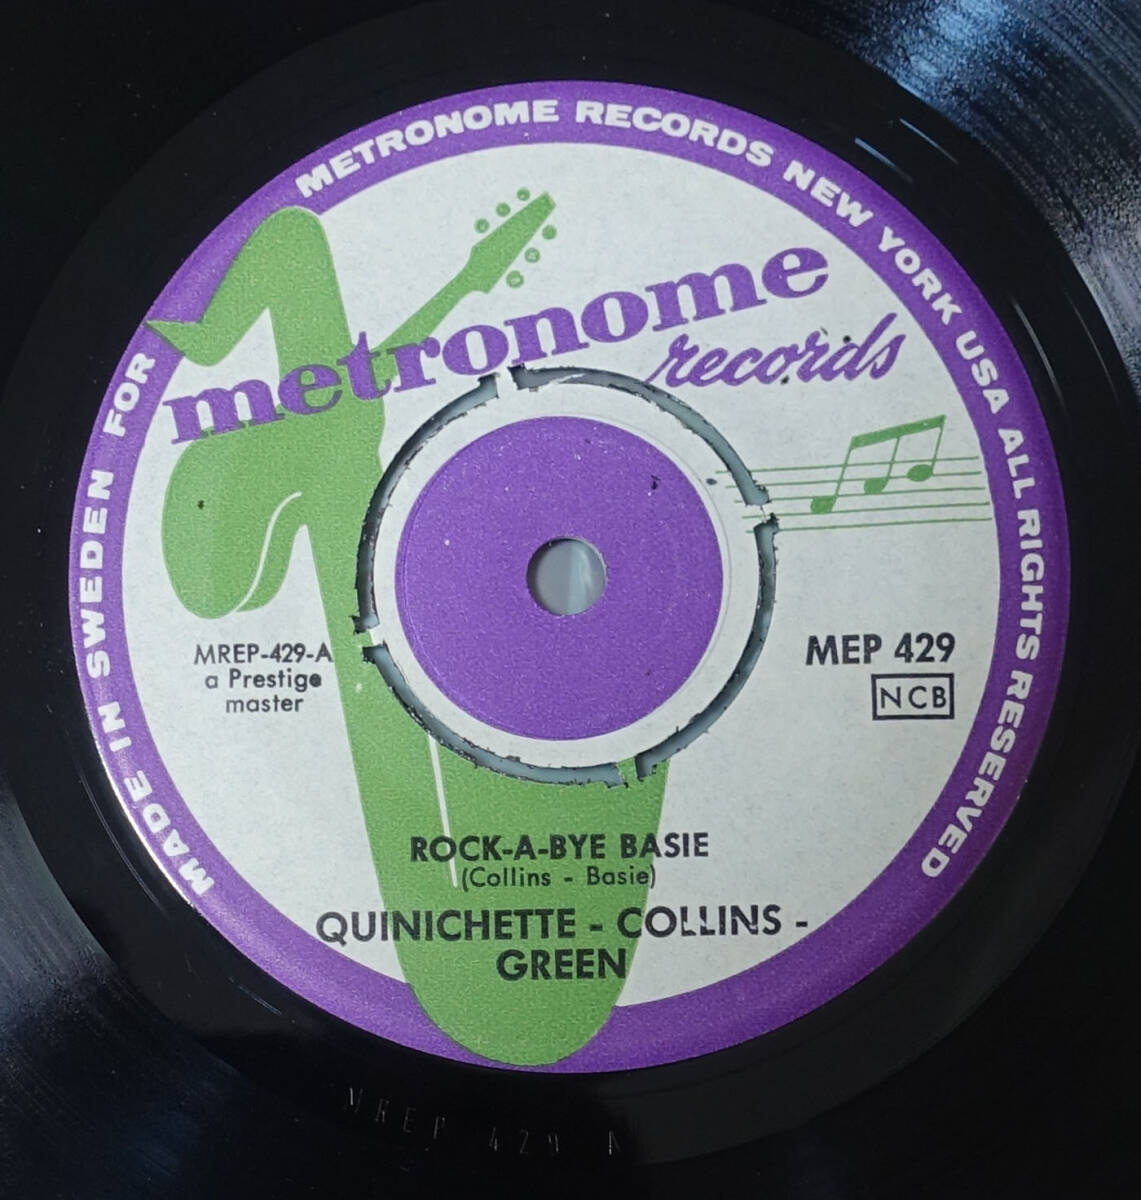 MADE IN SWEDEN FOR METRONOME RECORDS NEW YORK USA ALL RIGHTS RESERVED
metronome
records
MREP-429-A
a Prestige
master
MEP 429
NCB
ROCK-A-BYE BASIE
(Collins - Basie)
QUINICHETTE - COLLINS -
GREEN
MREP 429 A